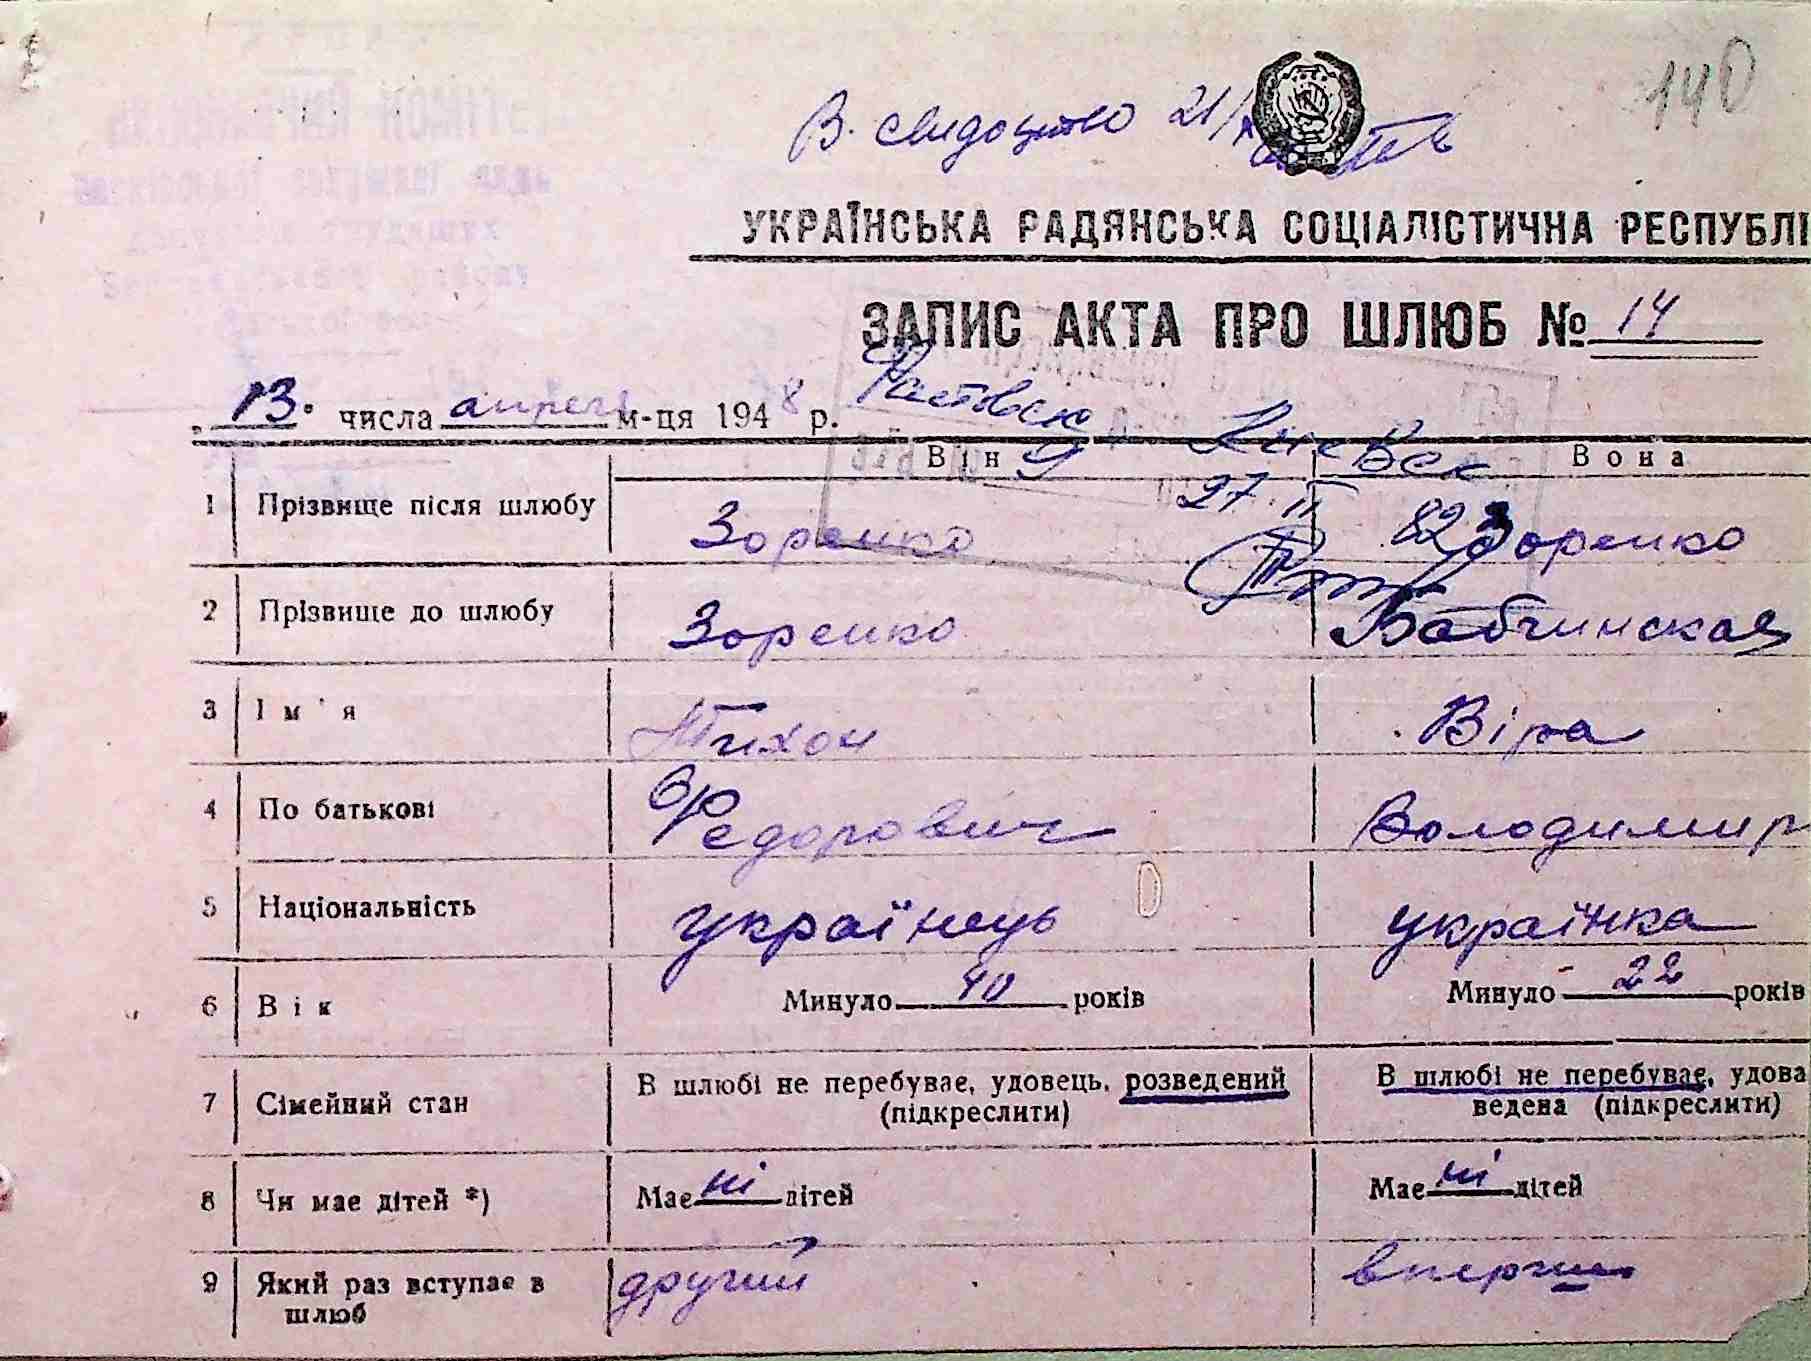 140
В. свидоцтво 21/
УКРАЇНСЬКА РАДЯНСЬКА СОЦІАЛІСТИЧНА РЕСПУБЛІ
ЗАПИС АКТА ПРО ШЛЮБ № 14
13. числа апреля м-ця 1948 р.
Він Вона
27. II 82
1 Прізвище після шлюбу Зоренко Зоренко
2 Прізвище до шлюбу Зоренко Бабчинская
3 Ім'я Тихон Віра
4 По батькові Федорович Володимир
5 Національність українець українка
6 Вік Минуло 40 років Минуло 22 років
7 Сімейний стан В шлюбі не перебуває, удовець, розведений В шлюбі не перебуває, удова
(підкреслити) ведена (підкреслити)
8 Чи має дітей *) Має ні дітей Має ні дітей
9 Який раз вступає в другий
шлюб